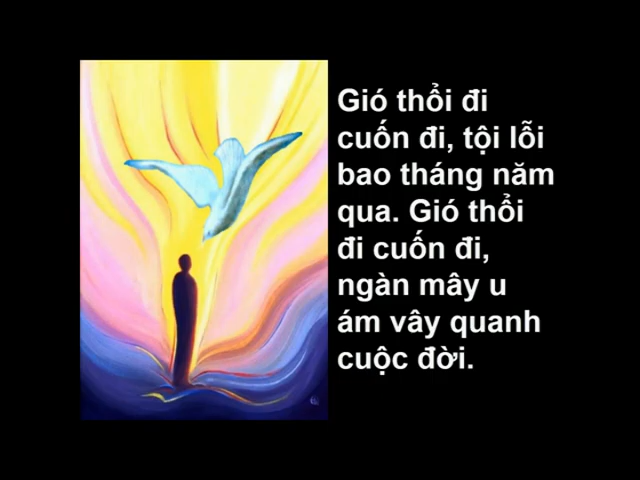 Gió thổi đi
cuốn đi, tội lỗi
bao tháng năm
qua. Gió thổi
đi cuốn đi,
ngàn mây u
ám vây quanh
cuộc đời.